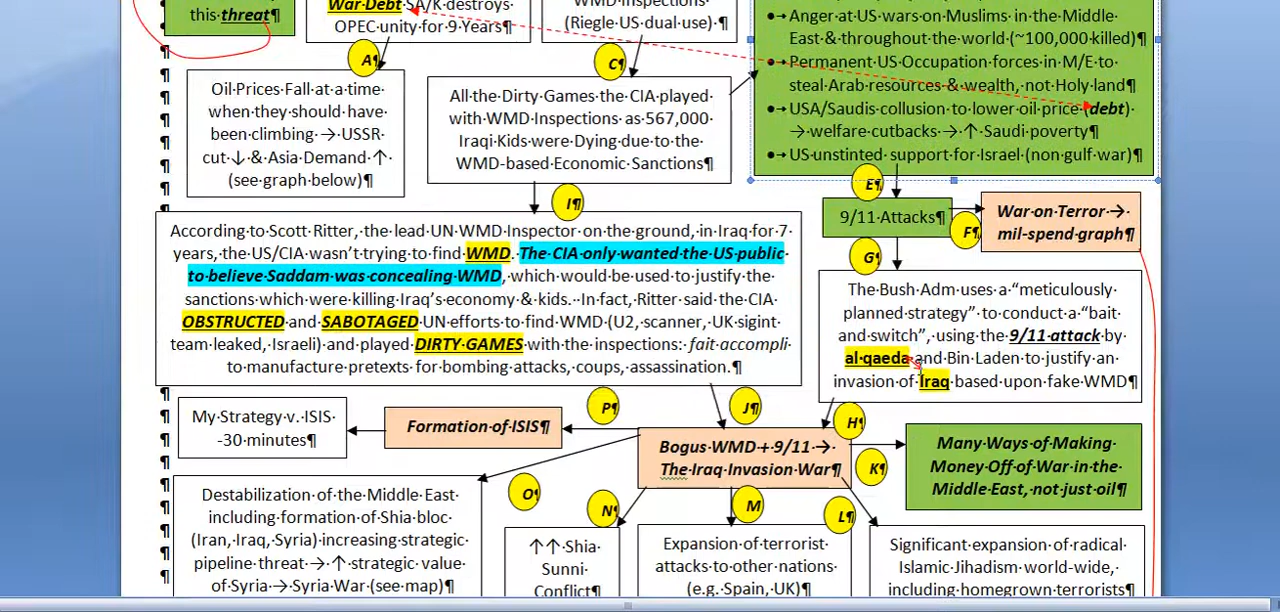 this threat¶
War·Debt·SA/K·destroys·
OPEC·unity·for·9·Years¶
WMD·Inspections·
(Riegle·US·dual·use)¶
●→Anger·at·US·wars·on·Muslims·in·the·Middle·
East·&·throughout·the·world·(~100,000·killed)¶
●→Permanent·US·Occupation·forces·in·M/E·to·
steal·Arab·resources·&·wealth,·not·Holy·land¶
●→USA/Saudis·collusion·to·lower·oil·price·(debt)·
→·welfare·cutbacks·→·↑·Saudi·poverty¶
●→US·unstinted·support·for·Israel·(non·gulf·war)¶
A¶
C¶
Oil·Prices·Fall·at·a·time·
when·they·should·have·
been·climbing·→·USSR·
cut·↓·&·Asia·Demand·↑·
(see·graph·below)¶
All·the·Dirty·Games·the·CIA·played·
with·WMD·Inspections·as·567,000·
Iraqi·Kids·were·Dying·due·to·the·
WMD-based·Economic·Sanctions¶
I¶
E¶
9/11·Attacks¶
F¶
War·on·Terror·→·
mil-spend·graph¶
G¶
According·to·Scott·Ritter,·the·lead·UN·WMD·Inspector·on·the·ground,·in·Iraq·for·7·
years,·the·US/CIA·wasn't·trying·to·find·WMD.·The·CIA·only·wanted·the·US·public·
to·believe·Saddam·was·concealing·WMD,·which·would·be·used·to·justify·the·
sanctions·which·were·killing·Iraq's·economy·&·kids.··In·fact,·Ritter·said·the·CIA·
OBSTRUCTED·and·SABOTAGED·UN·efforts·to·find·WMD·(U2,·scanner,·UK·sigint·
team·leaked,·Israeli)·and·played·DIRTY·GAMES·with·the·inspections:·fait·accompli·
to·manufacture·pretexts·for·bombing·attacks,·coups,·assassination.¶
The·Bush·Adm·uses·a·“meticulously·
planned·strategy”·to·conduct·a·“bait·
and·switch”,·using·the·9/11·attack·by·
al·qaeda·and·Bin·Laden·to·justify·an·
invasion·of·Iraq·based·upon·fake·WMD¶
My·Strategy·v.·ISIS·
-30·minutes¶
Formation·of·ISIS¶
P¶
J¶
H¶
Bogus·WMD·+·9/11·→·
The·Iraq·Invasion·War¶
K¶
Many·Ways·of·Making·
Money·Off·of·War·in·the·
Middle·East,·not·just·oil¶
O¶
N¶
M¶
L¶
Destabilization·of·the·Middle·East·
including·formation·of·Shia·bloc·
(Iran,·Iraq,·Syria)·increasing·strategic·
pipeline·threat·→·↑·strategic·value·
of·Syria·→·Syria·War·(see·map)¶
↑↑·Shia·
Sunni·
Conflict¶
Expansion·of·terrorist·
attacks·to·other·nations·
(e.g.·Spain,·UK)¶
Significant·expansion·of·radical·
Islamic·Jihadism·world-wide,·
including·homegrown·terrorists¶